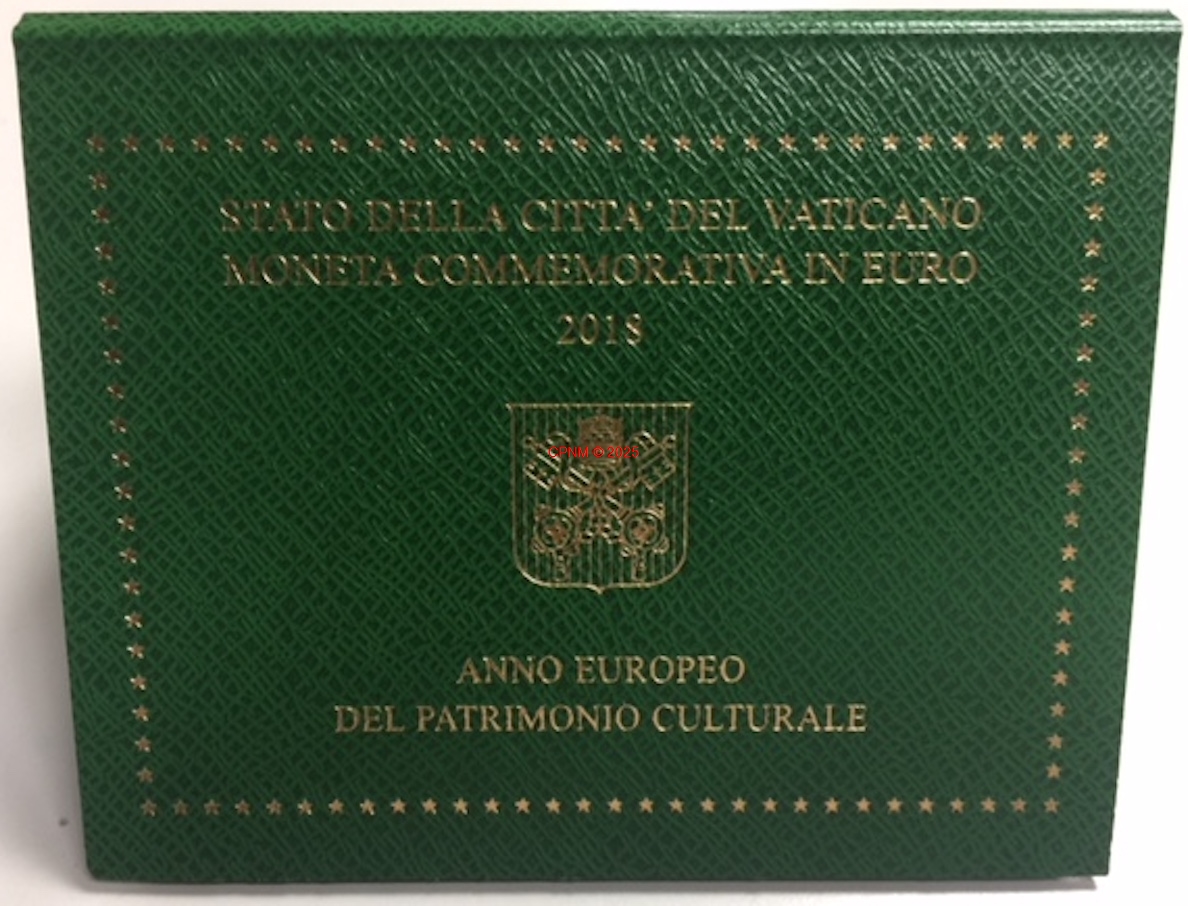 STATO DELLA CITTA' DEL VATICANO
MONETA COMMEMORATIVA IN EURO
2018
CPNM © 2025
ANNO EUROPEO
DEL PATRIMONIO CULTURALE